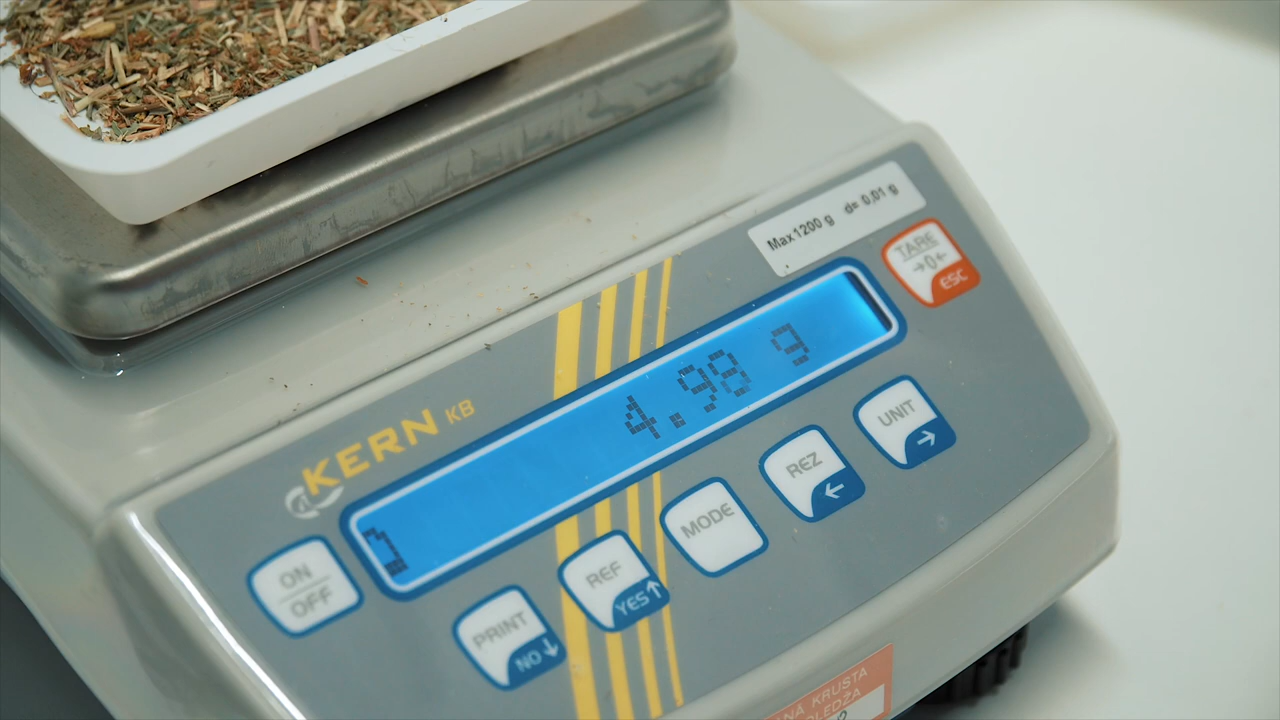 Max 1200 g d= 0,01 g
TARE
→0←
ESC
KERN KB
4.98 g
ON
OFF
PRINT
NO ↓
REF
YES ↑
MODE
REZ
←
UNIT
→
KRUSTA